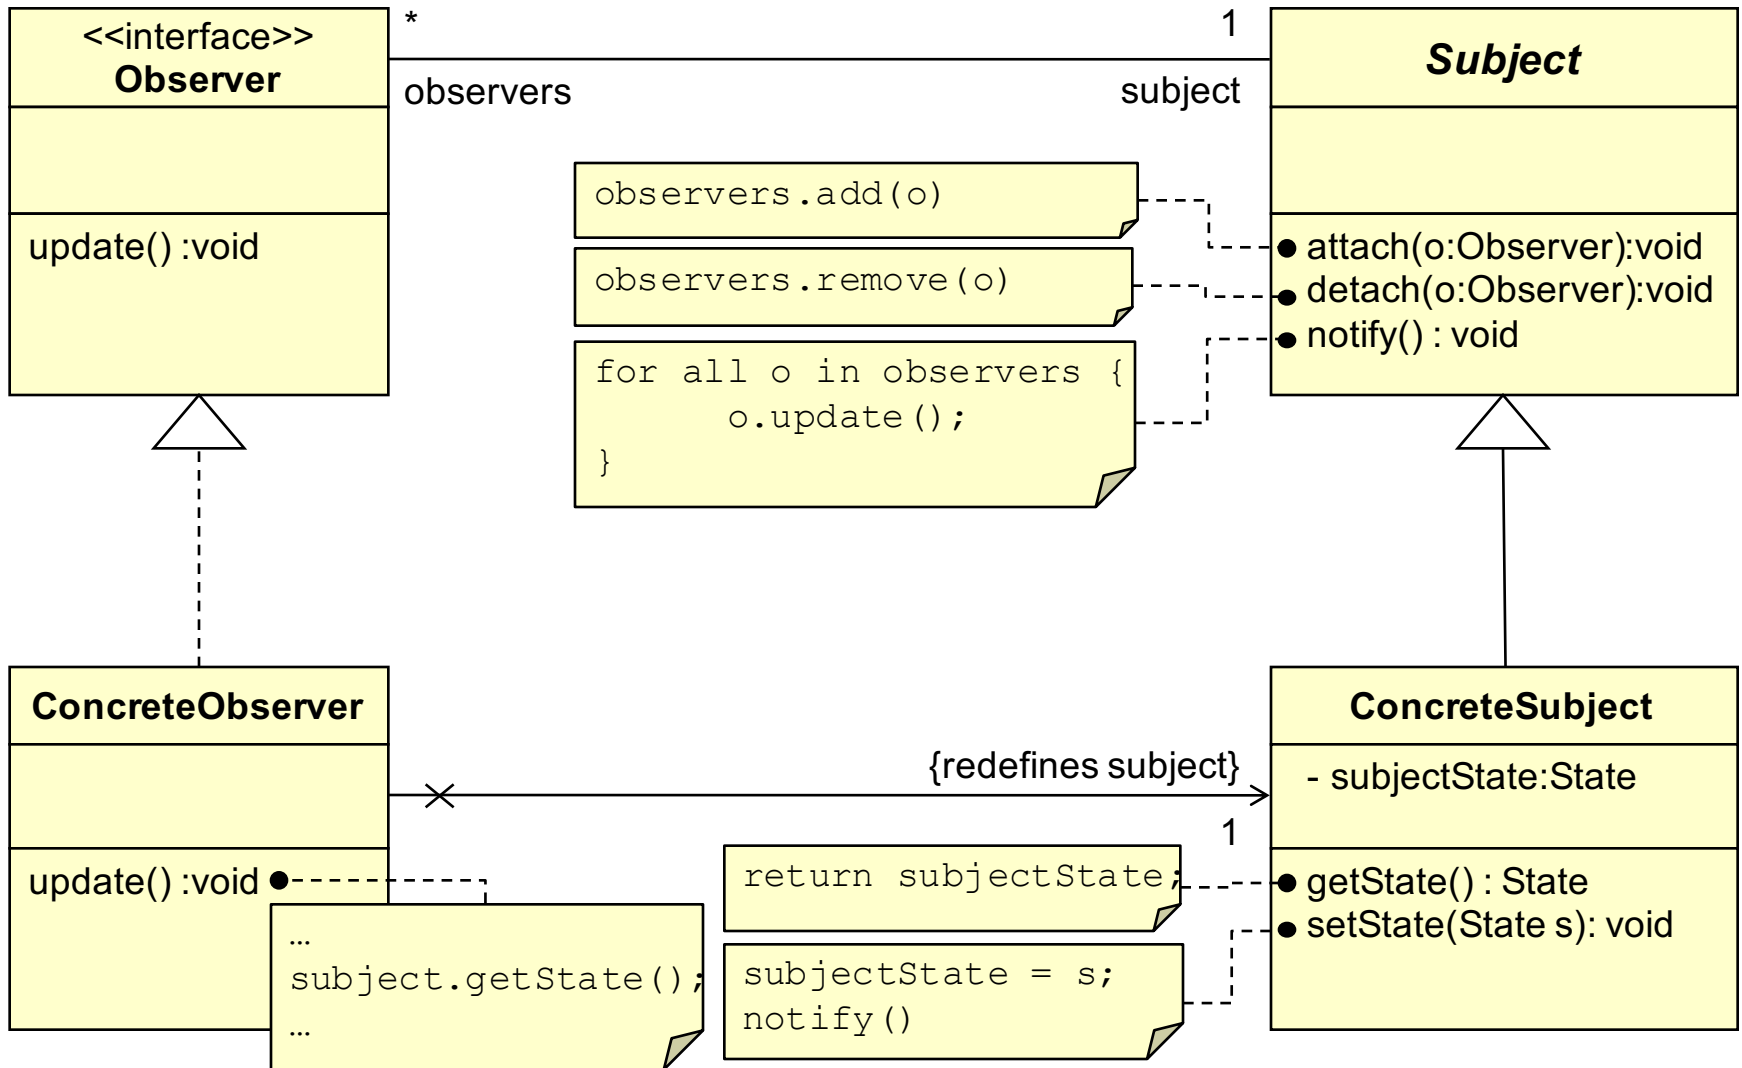 <<interface>>
Observer
update() :void
*
observers
1
subject
Subject
attach(o:Observer):void
detach(o:Observer):void
notify() : void
observers.add(o)
observers.remove(o)
for all o in observers {
o.update();
}
ConcreteObserver
update() :void
…
subject.getState();
…
{redefines subject}
1
ConcreteSubject
- subjectState:State
getState() : State
setState(State s): void
return subjectState;
subjectState = s;
notify()